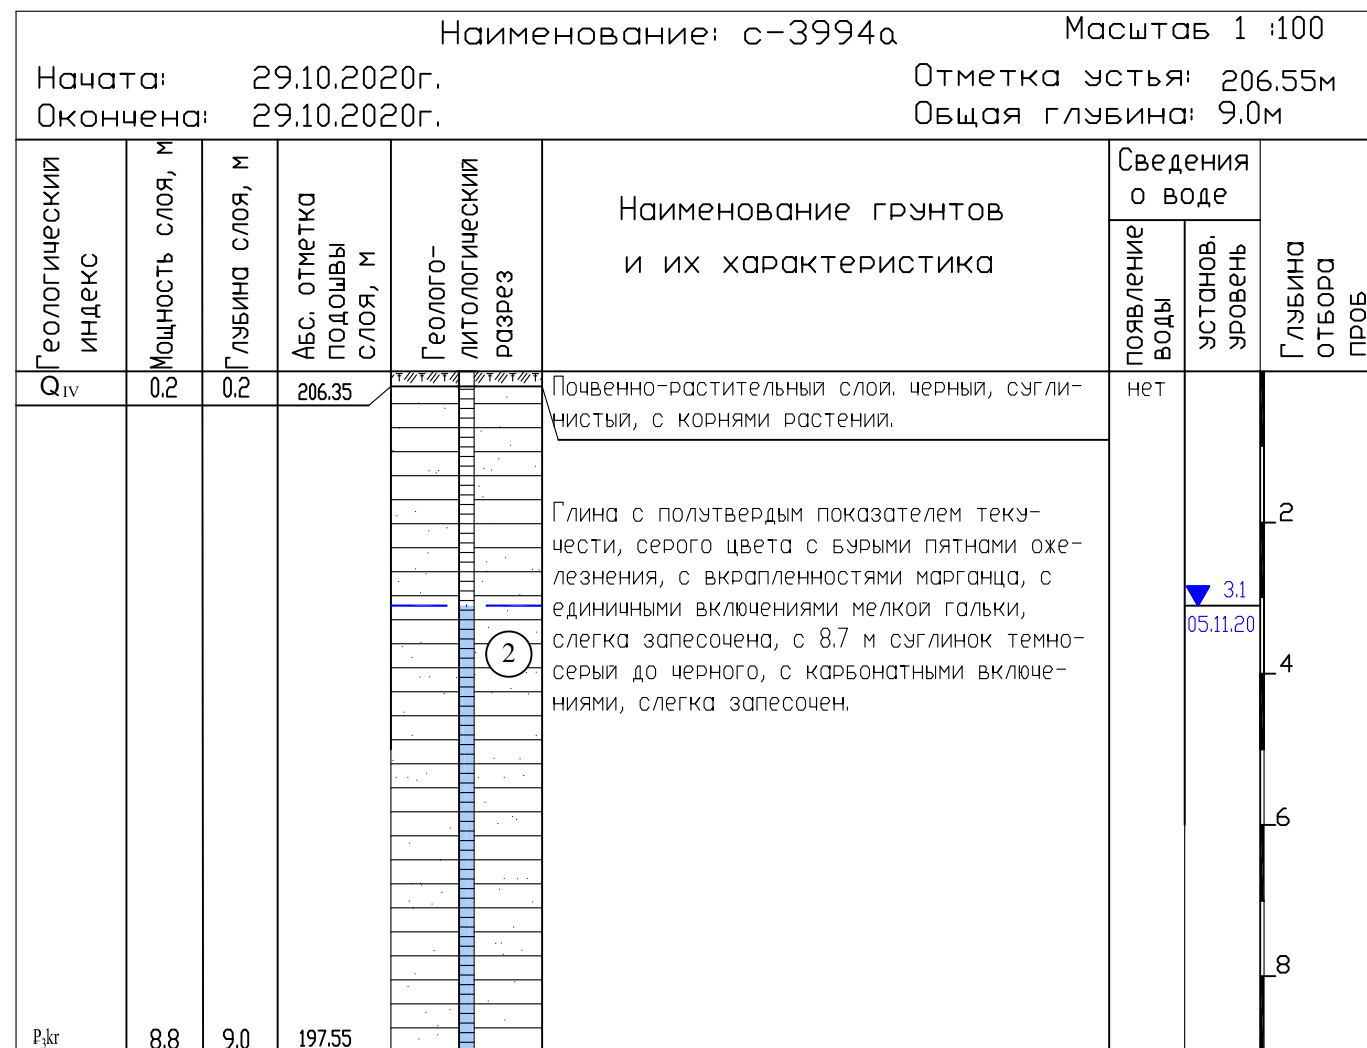 Наименование: с-3994а
Масштаб 1 :100
Начата: 29.10.2020г.
Отметка устья: 206.55м
Окончена: 29.10.2020г.
Общая глубина: 9.0м
Геологический
индекс
Мощность слоя, м
Глубина слоя, м
Абс. отметка
подошвы
слоя, м
Геолого-
литологический
разрез
Наименование грунтов
и их характеристика
Сведения
о воде
появление
воды
установ.
уровень
Глубина
отбора
проб
QIV 0.2 0.2 206.35
Почвенно-растительный слой. черный, сугли-
нистый, с корнями растений.
нет
Глина с полутвердым показателем теку-
чести, серого цвета с бурыми пятнами оже-
лезнения, с вкрапленностями марганца, с
единичными включениями мелкой гальки,
слегка запесочена, с 8.7 м суглинок темно-
серый до черного, с карбонатными включе-
ниями, слегка запесочен.
2
3.1
05.11.20
2
4
6
8
P₃kr 8.8 9.0 197.55